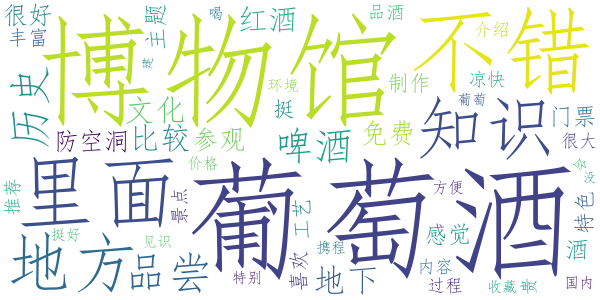 很好 喝 主题 红酒 品酒 介绍
丰富 建 博物馆 环境 制作 凉快 不错
历史 文化 挺 葡萄 门票
防空洞 比较 参观 啤酒 免费 知识 很大
价格 会
里面 葡萄酒 方便 没
推荐 景点 工艺 特色
挺好 见识 喜欢 携程 感觉 酒
地方 品尝 特别 地下 内容 过程 收藏 贵 国内